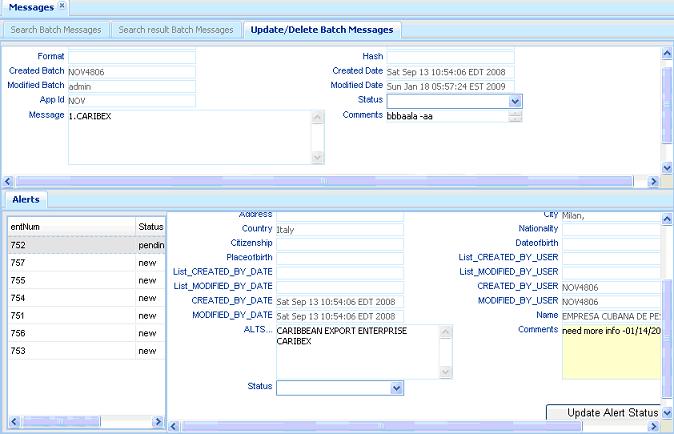 Messages
Search Batch Messages Search result Batch Messages Update/Delete Batch Messages
Format Hash
Created Batch NOV4806 Created Date Sat Sep 13 10:54:06 EDT 2008
Modified Batch admin Modified Date Sun Jan 18 05:57:24 EST 2009
App Id NOV Status
Message 1.CARIBEX Comments bbbaala -aa
Alerts
entNum Status
752 pendin
757 new
755 new
754 new
751 new
756 new
753 new
Address City Milan,
Country Italy Nationality
Citizenship Dateofbirth
Placeofbirth List_CREATED_BY_USER
List_CREATED_BY_DATE List_MODIFIED_BY_USER
List_MODIFIED_BY_DATE CREATED_BY_USER NOV4806
CREATED_BY_DATE Sat Sep 13 10:54:06 EDT 2008 MODIFIED_BY_USER NOV4806
MODIFIED_BY_DATE Sat Sep 13 10:54:06 EDT 2008 Name EMPRESA CUBANA DE PE
ALTS... CARIBBEAN EXPORT ENTERPRISE Comments need more info -01/14/20
CARIBEX
Status
Update Alert Status